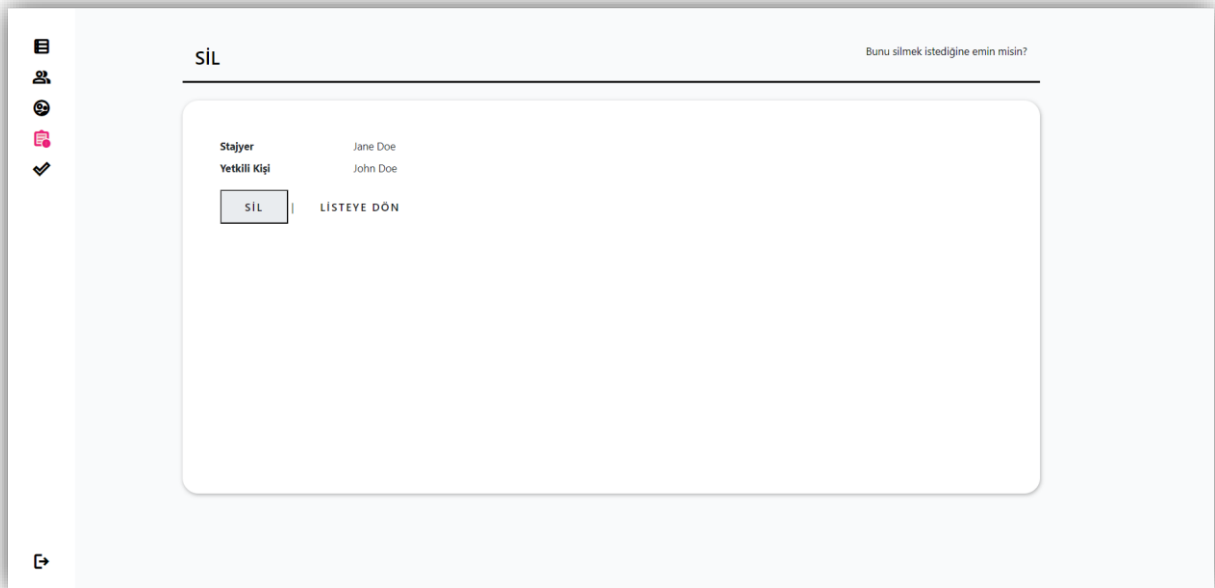 SİL
Bunu silmek istediğine emin misin?
Stajyer Jane Doe
Yetkili Kişi John Doe
SİL | LİSTEYE DÖN